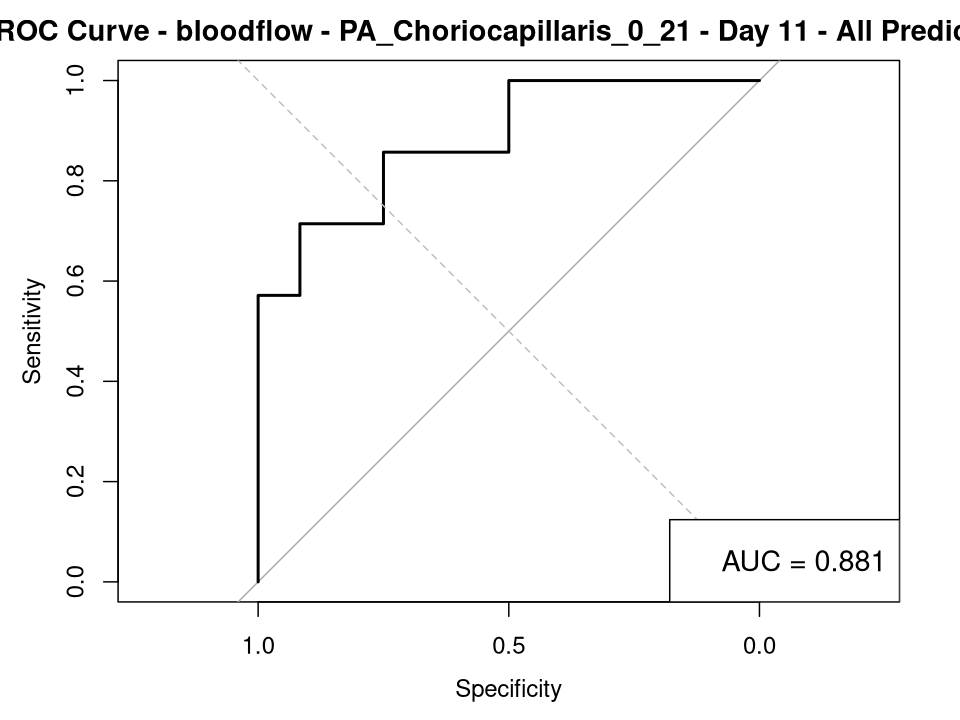 ROC Curve - bloodflow - PA_Choriocapillaris_0_21 - Day 11 - All Predic
1.0
0.8
0.6
0.4
0.2
0.0
Sensitivity
AUC = 0.881
1.0 0.5 0.0
Specificity